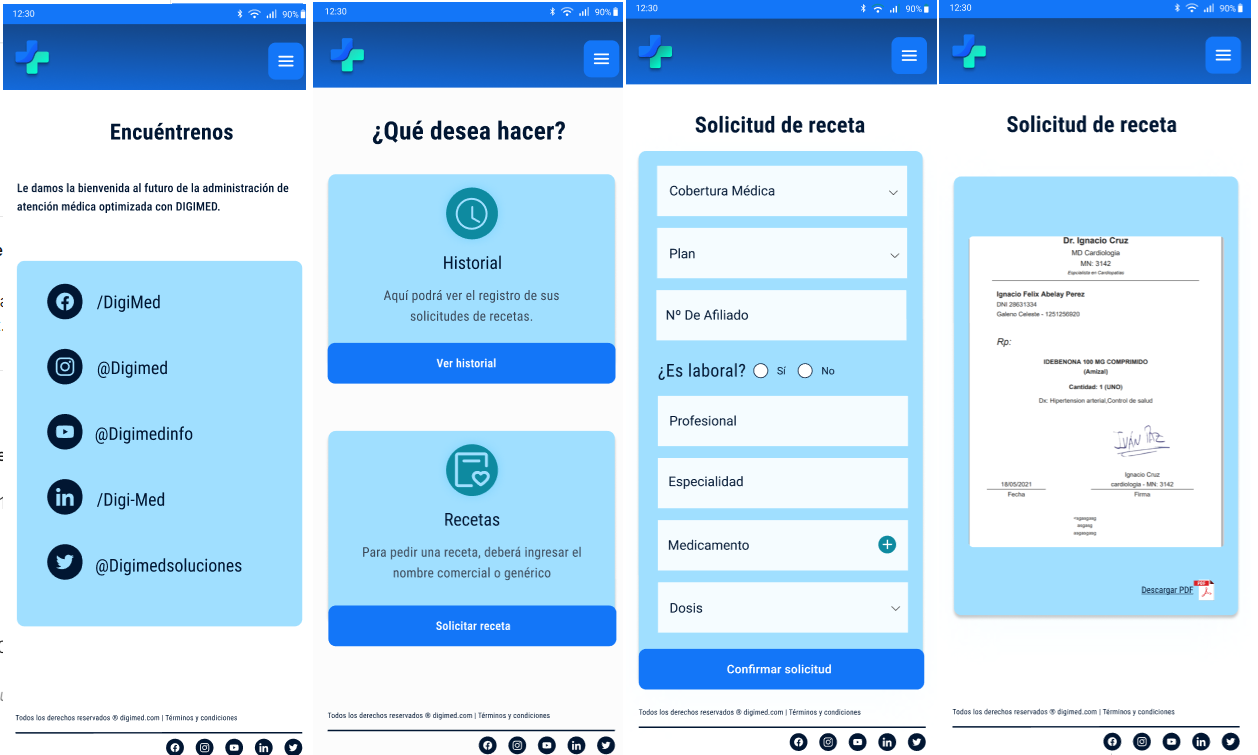 12:30
90%
Encuéntrenos
Le damos la bienvenida al futuro de la administración de
atención médica optimizada con DIGIMED.
/DigiMed
@Digimed
@Digimedinfo
/Digi-Med
@Digimedsoluciones
Todos los derechos reservados ® digimed.com | Términos y condiciones
12:30
90%
¿Qué desea hacer?
Historial
Aquí podrá ver el registro de sus
solicitudes de recetas.
Ver historial
Recetas
Para pedir una receta, deberá ingresar el
nombre comercial o genérico
Solicitar receta
Todos los derechos reservados ® digimed.com | Términos y condiciones
12:30
90%
Solicitud de receta
Cobertura Médica
Plan
Nº De Afiliado
¿Es laboral? Sí No
Profesional
Especialidad
Medicamento
Dosis
Confirmar solicitud
Todos los derechos reservados ® digimed.com | Términos y condiciones
12:30
90%
Solicitud de receta
Dr. Ignacio Cruz
MD Cardiologia
MN: 3142
Especialista en Cardiopatias
Ignacio Felix Abelay Perez
DNI 28631334
Galeno Celeste - 1251256920
Rp:
IDEBENONA 100 MG COMPRIMIDO
(Amizal)
Cantidad: 1 (UNO)
Dx: Hipertension arterial,Control de salud
IVÁN PAZ
Ignacio Cruz
18/05/2021
cardiologia - MN: 3142
Fecha
Firma
Descargar PDF
PDF
Todos los derechos reservados ® digimed.com | Términos y condiciones